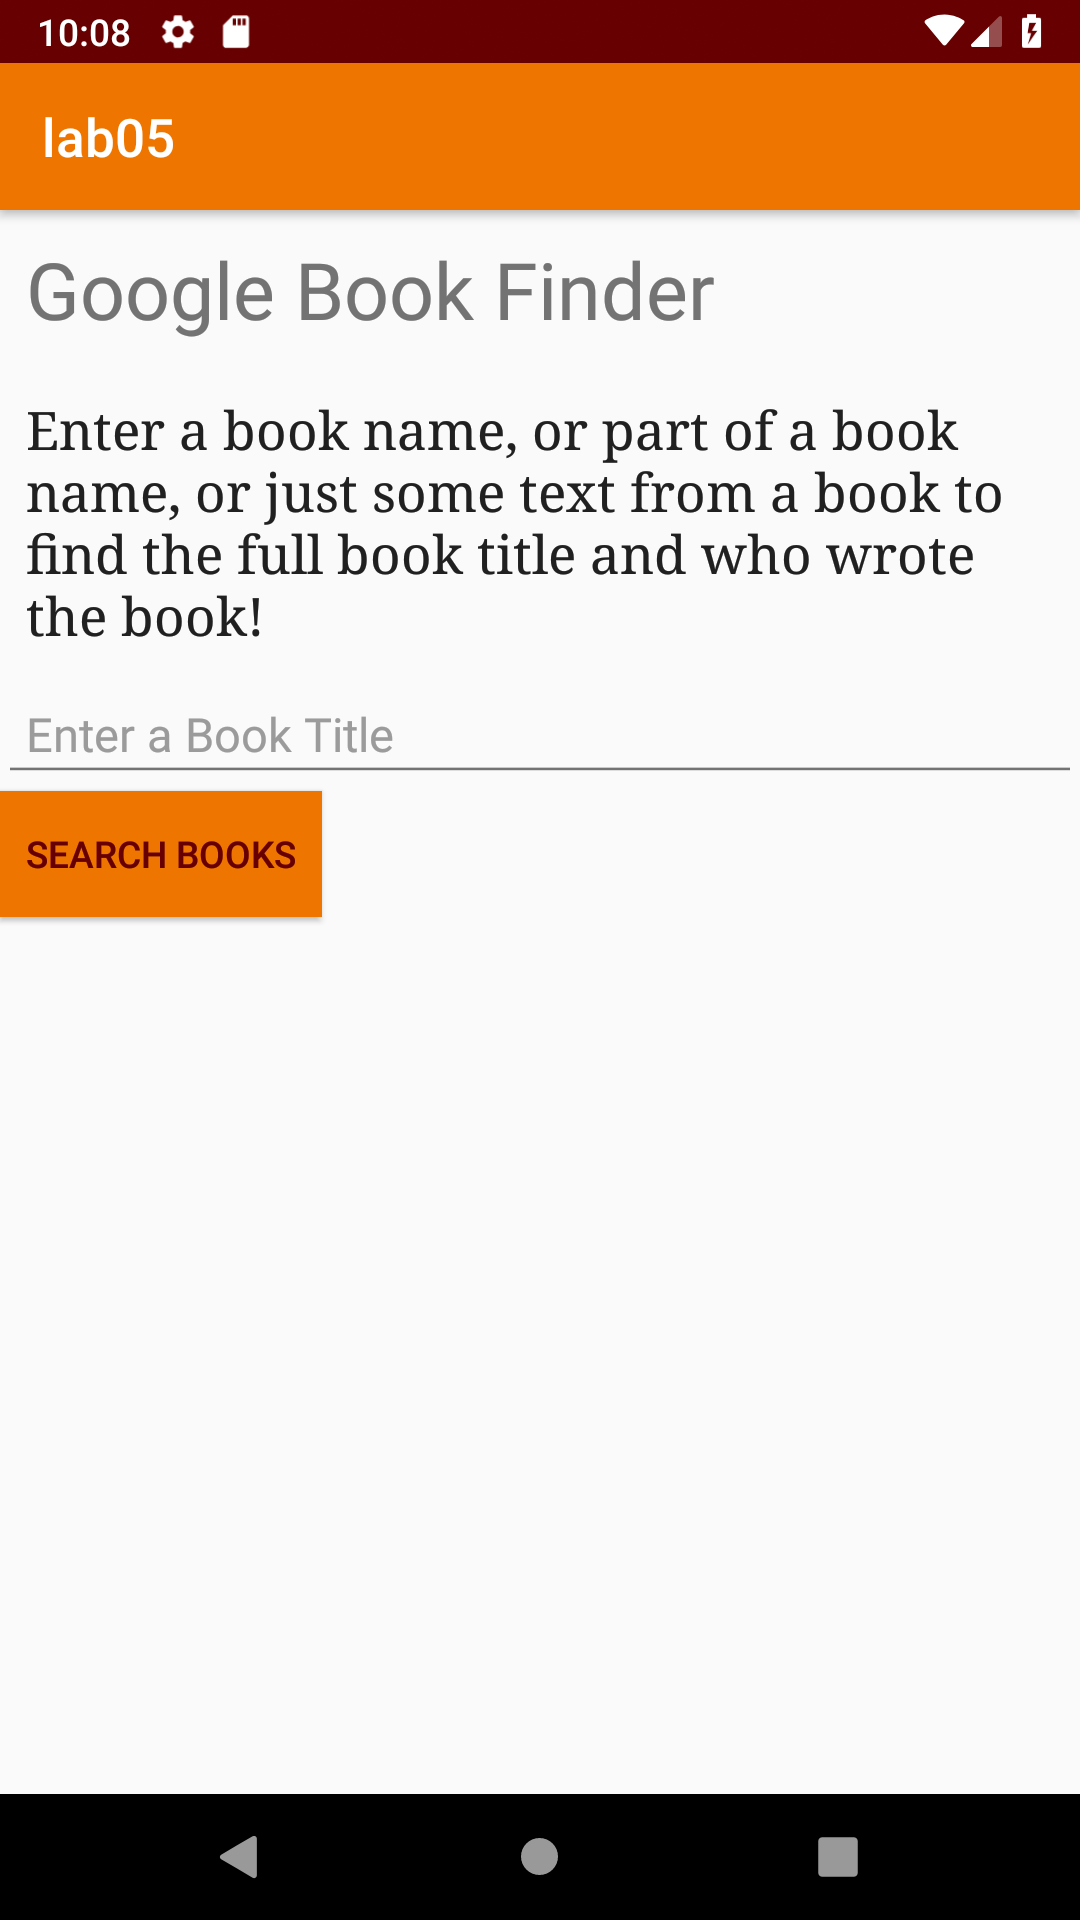 10:08
lab05
Google Book Finder
Enter a book name, or part of a book
name, or just some text from a book to
find the full book title and who wrote
the book!
Enter a Book Title
SEARCH BOOKS